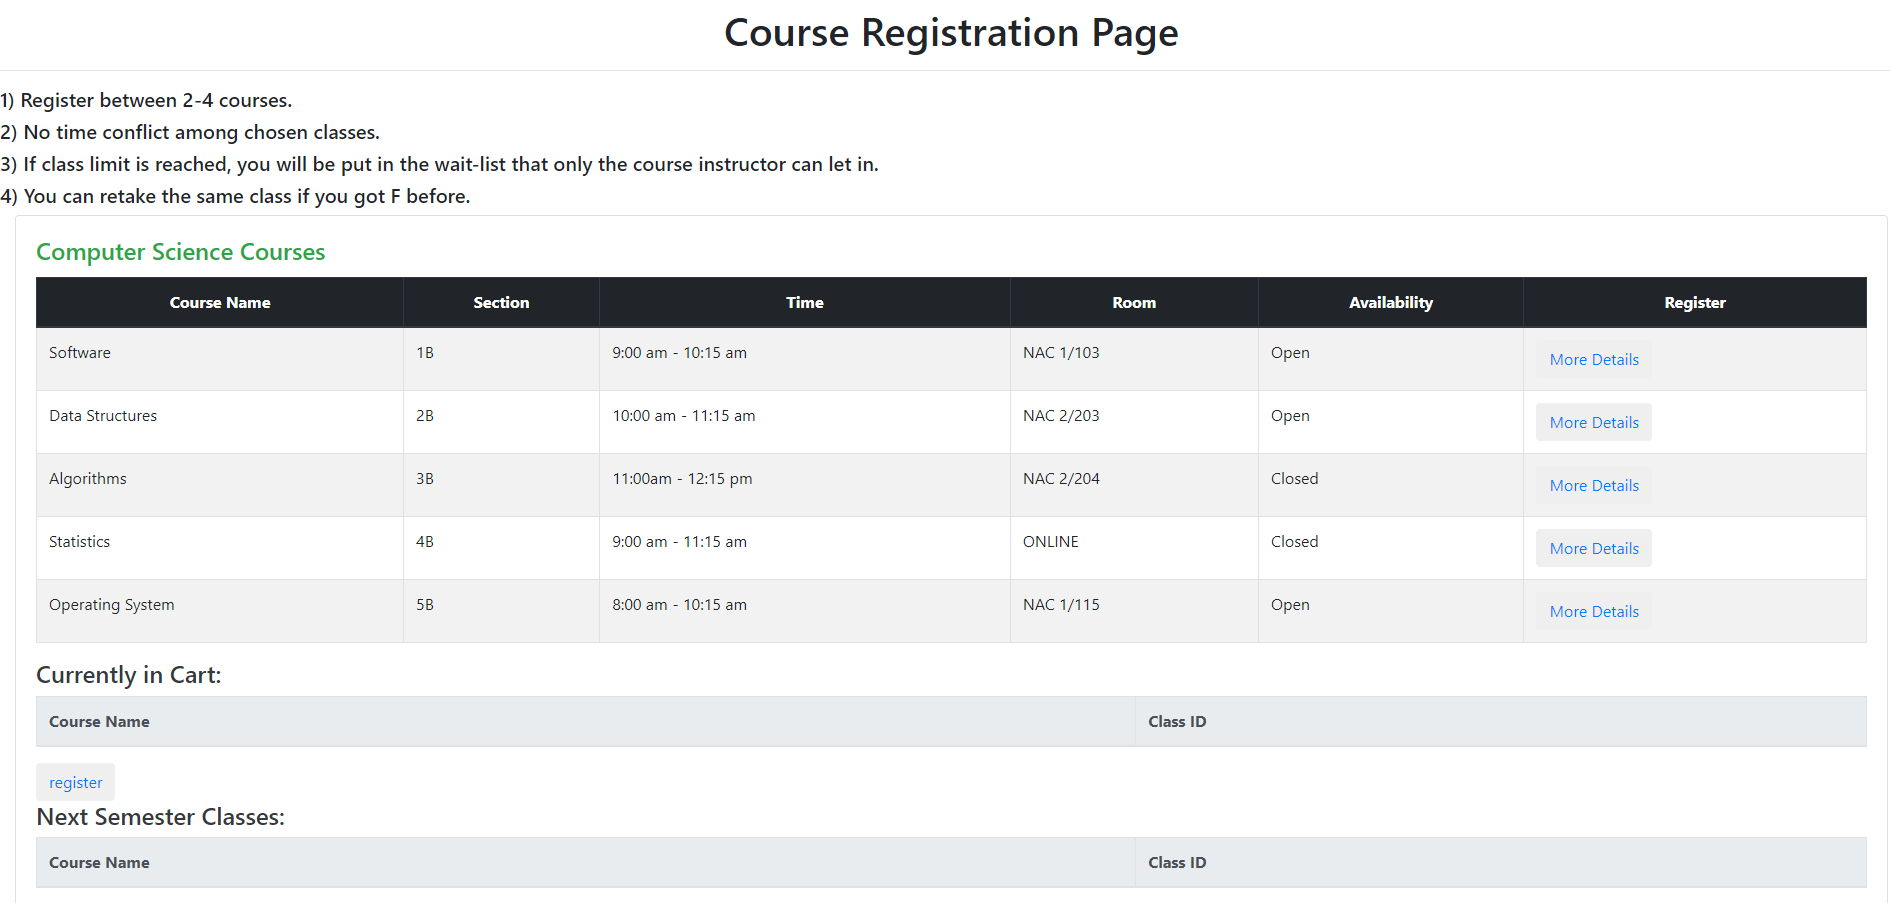 Course Registration Page
1) Register between 2-4 courses.
2) No time conflict among chosen classes.
3) If class limit is reached, you will be put in the wait-list that only the course instructor can let in.
4) You can retake the same class if you got F before.
Computer Science Courses
Course Name Section Time Room Availability Register
Software 1B 9:00 am - 10:15 am NAC 1/103 Open More Details
Data Structures 2B 10:00 am - 11:15 am NAC 2/203 Open More Details
Algorithms 3B 11:00am - 12:15 pm NAC 2/204 Closed More Details
Statistics 4B 9:00 am - 11:15 am ONLINE Closed More Details
Operating System 5B 8:00 am - 10:15 am NAC 1/115 Open More Details
Currently in Cart:
Course Name Class ID
register
Next Semester Classes:
Course Name Class ID